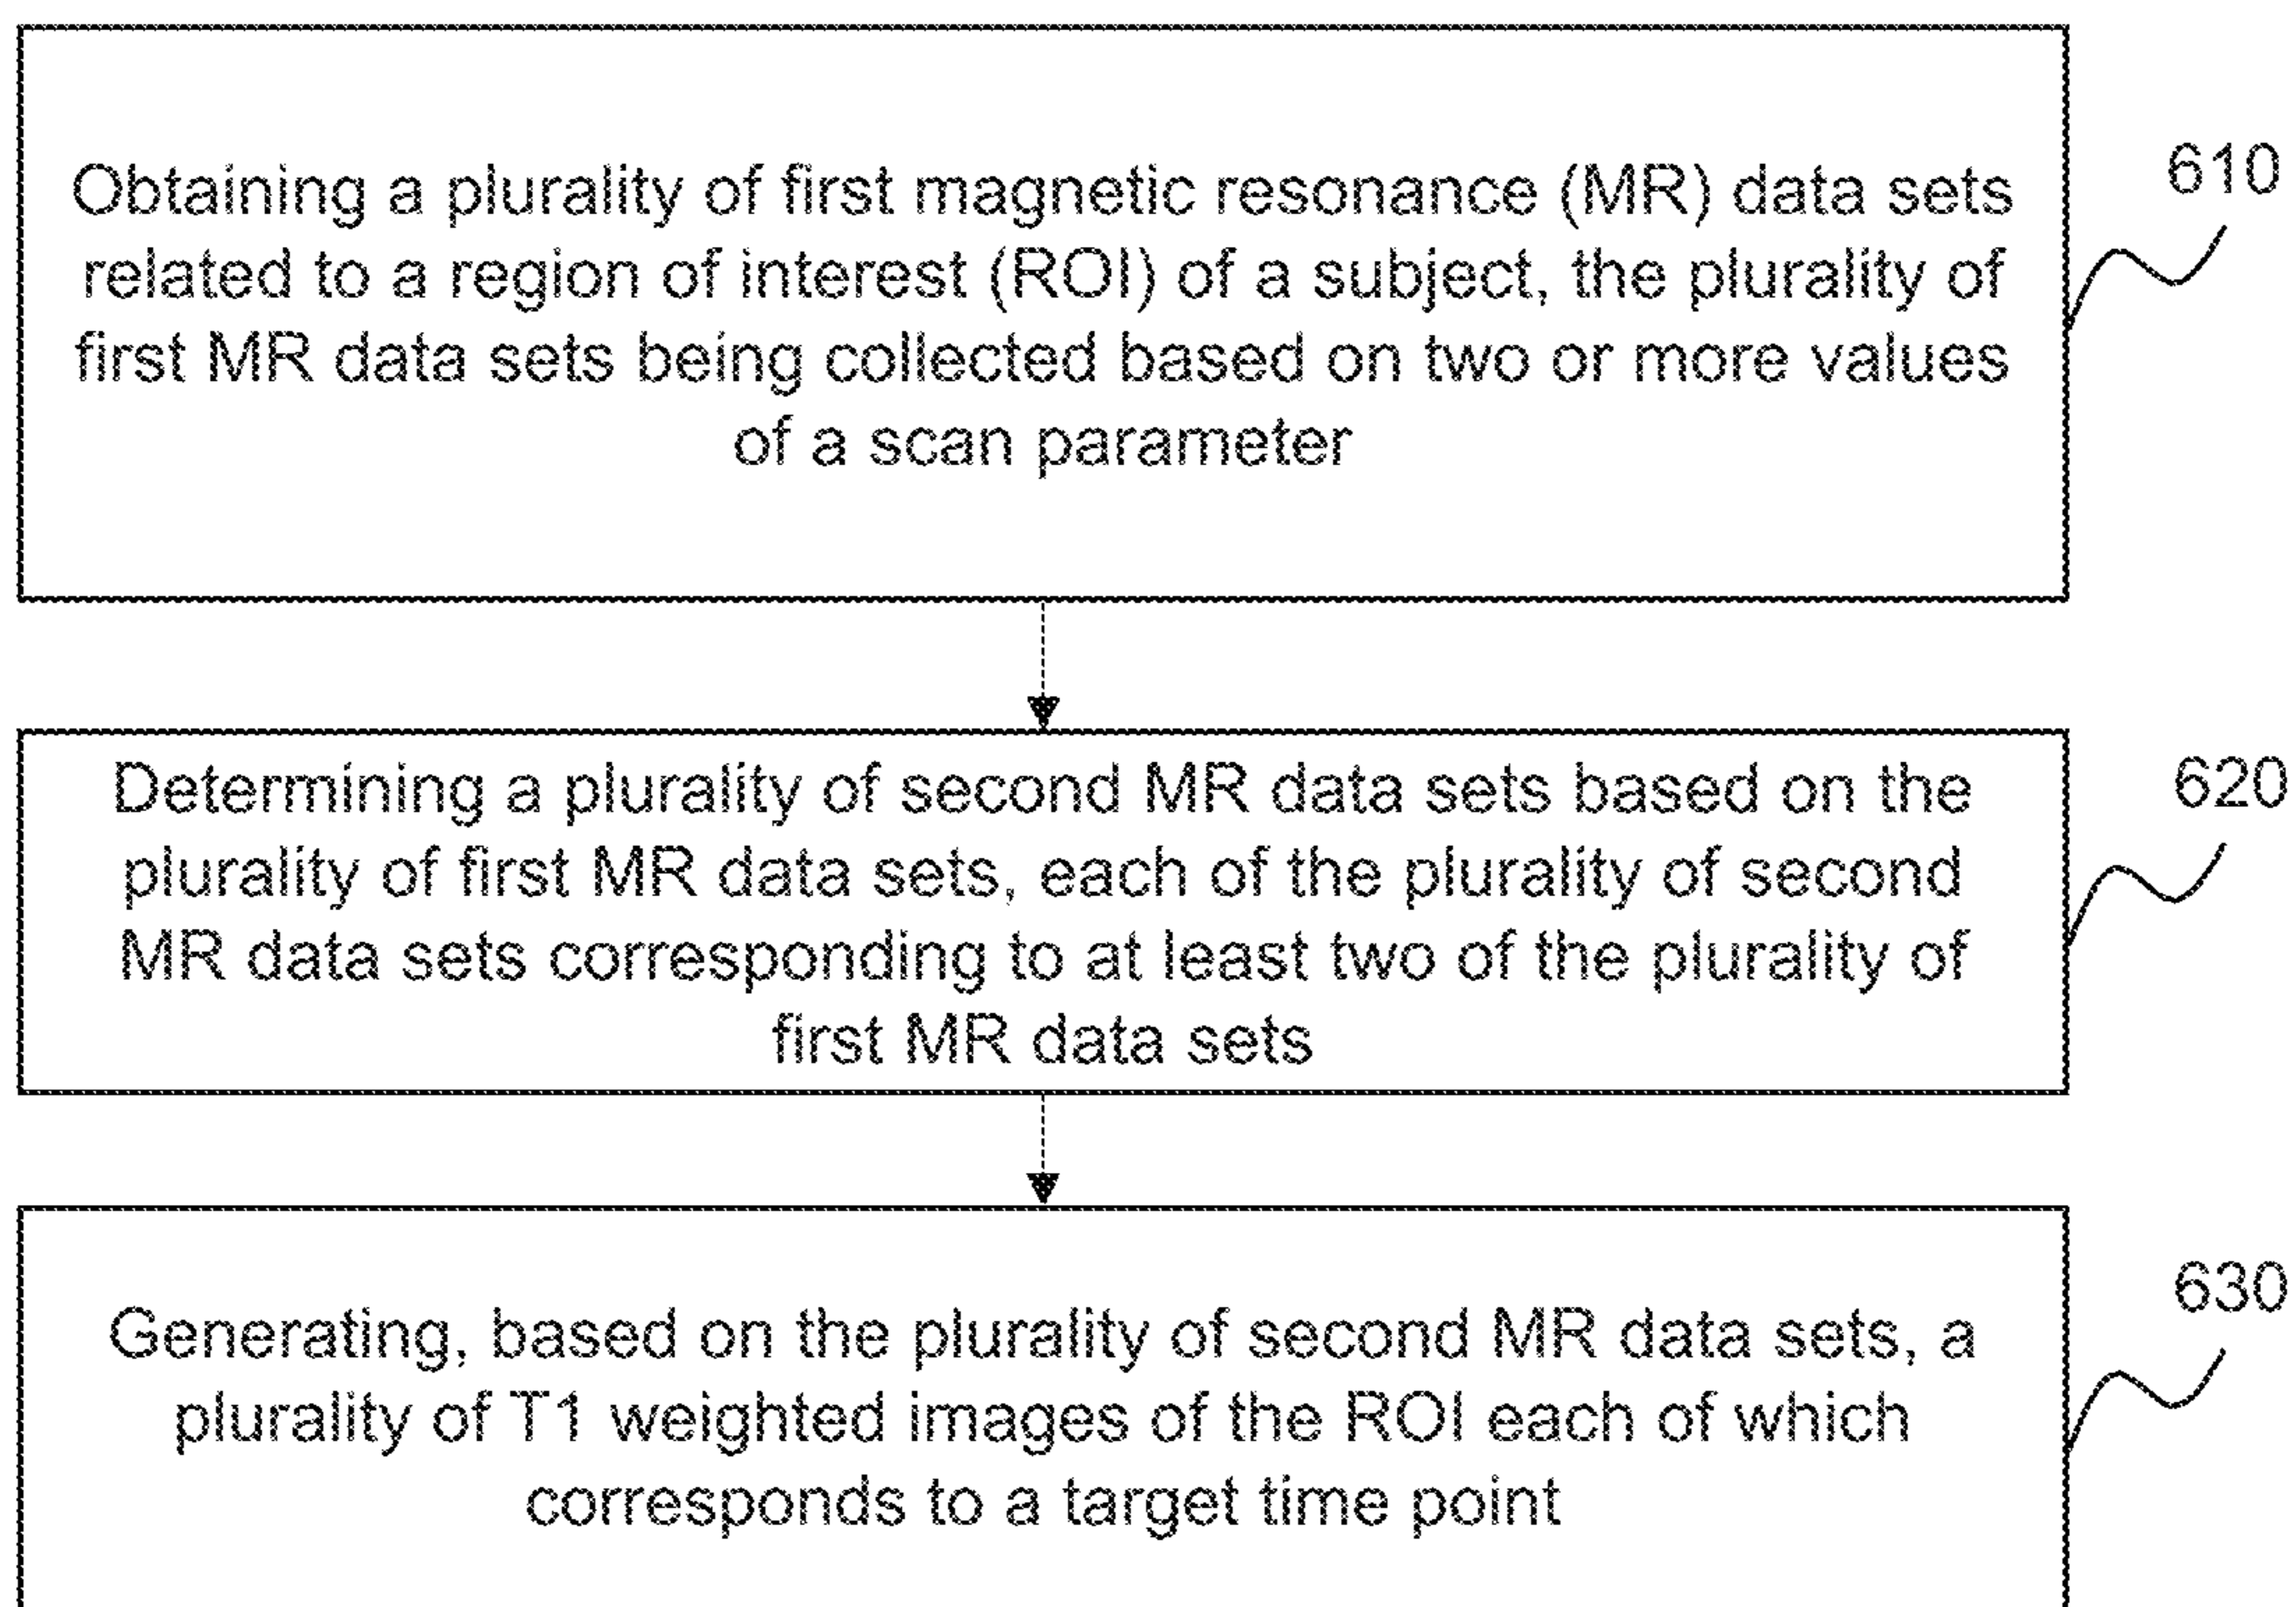 Obtaining a plurality of first magnetic resonance (MR) data sets
related to a region of interest (ROI) of a subject, the plurality of
first MR data sets being collected based on two or more values
of a scan parameter
610
Determining a plurality of second MR data sets based on the
plurality of first MR data sets, each of the plurality of second
MR data sets corresponding to at least two of the plurality of
first MR data sets
620
Generating, based on the plurality of second MR data sets, a
plurality of T1 weighted images of the ROI each of which
corresponds to a target time point
630